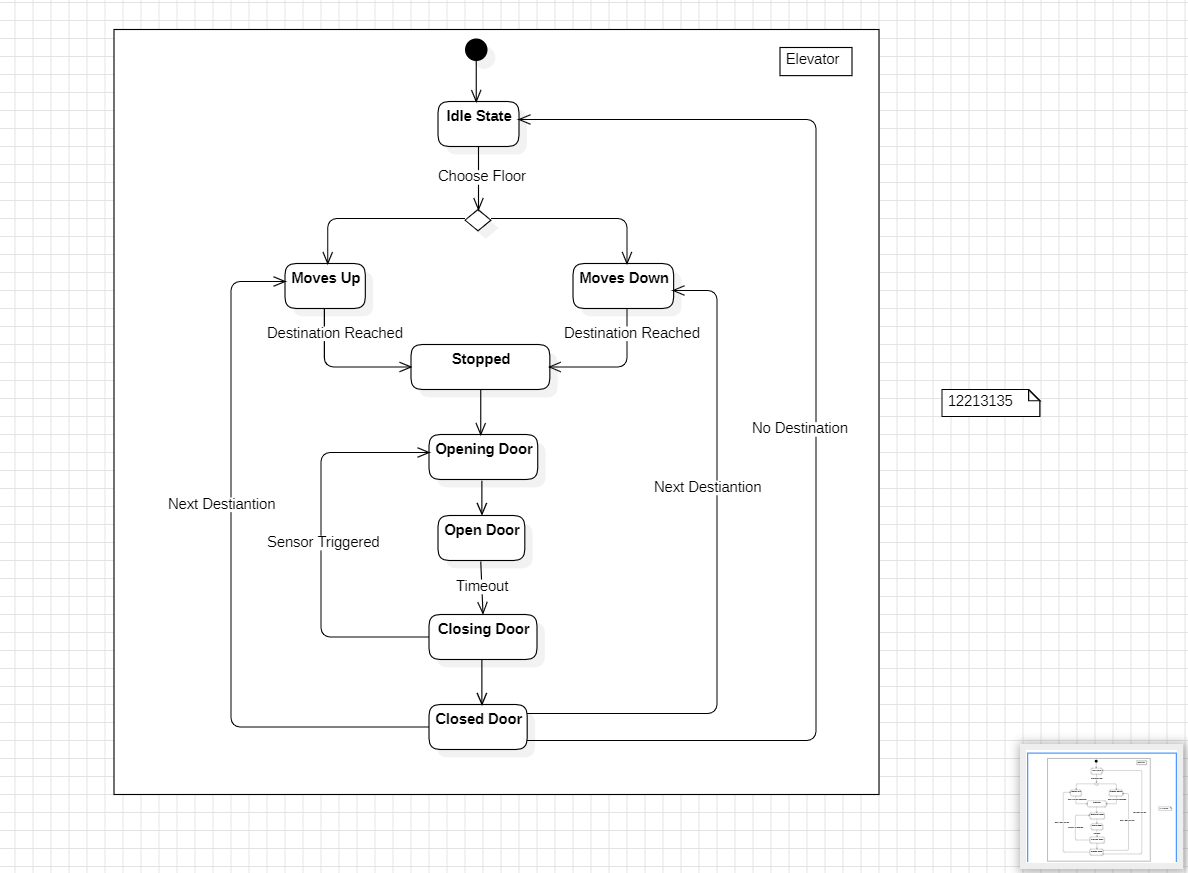 Elevator
Idle State
Choose Floor
Moves Up
Moves Down
Destination Reached
Destination Reached
Stopped
12213135
No Destination
Opening Door
Next Destiantion
Next Destiantion
Open Door
Sensor Triggered
Timeout
Closing Door
Closed Door